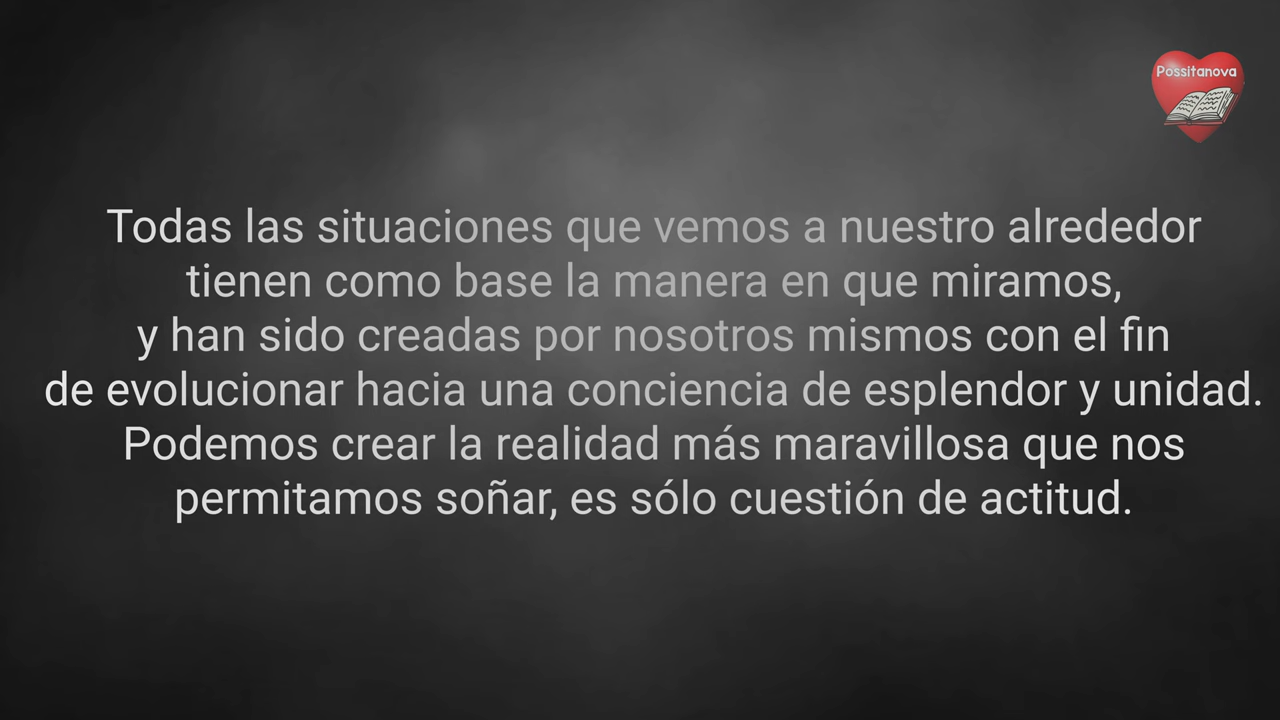 Possitanova
Todas las situaciones que vemos a nuestro alrededor
tienen como base la manera en que miramos,
y han sido creadas por nosotros mismos con el fin
de evolucionar hacia una conciencia de esplendor y unidad.
Podemos crear la realidad más maravillosa que nos
permitamos soñar, es sólo cuestión de actitud.